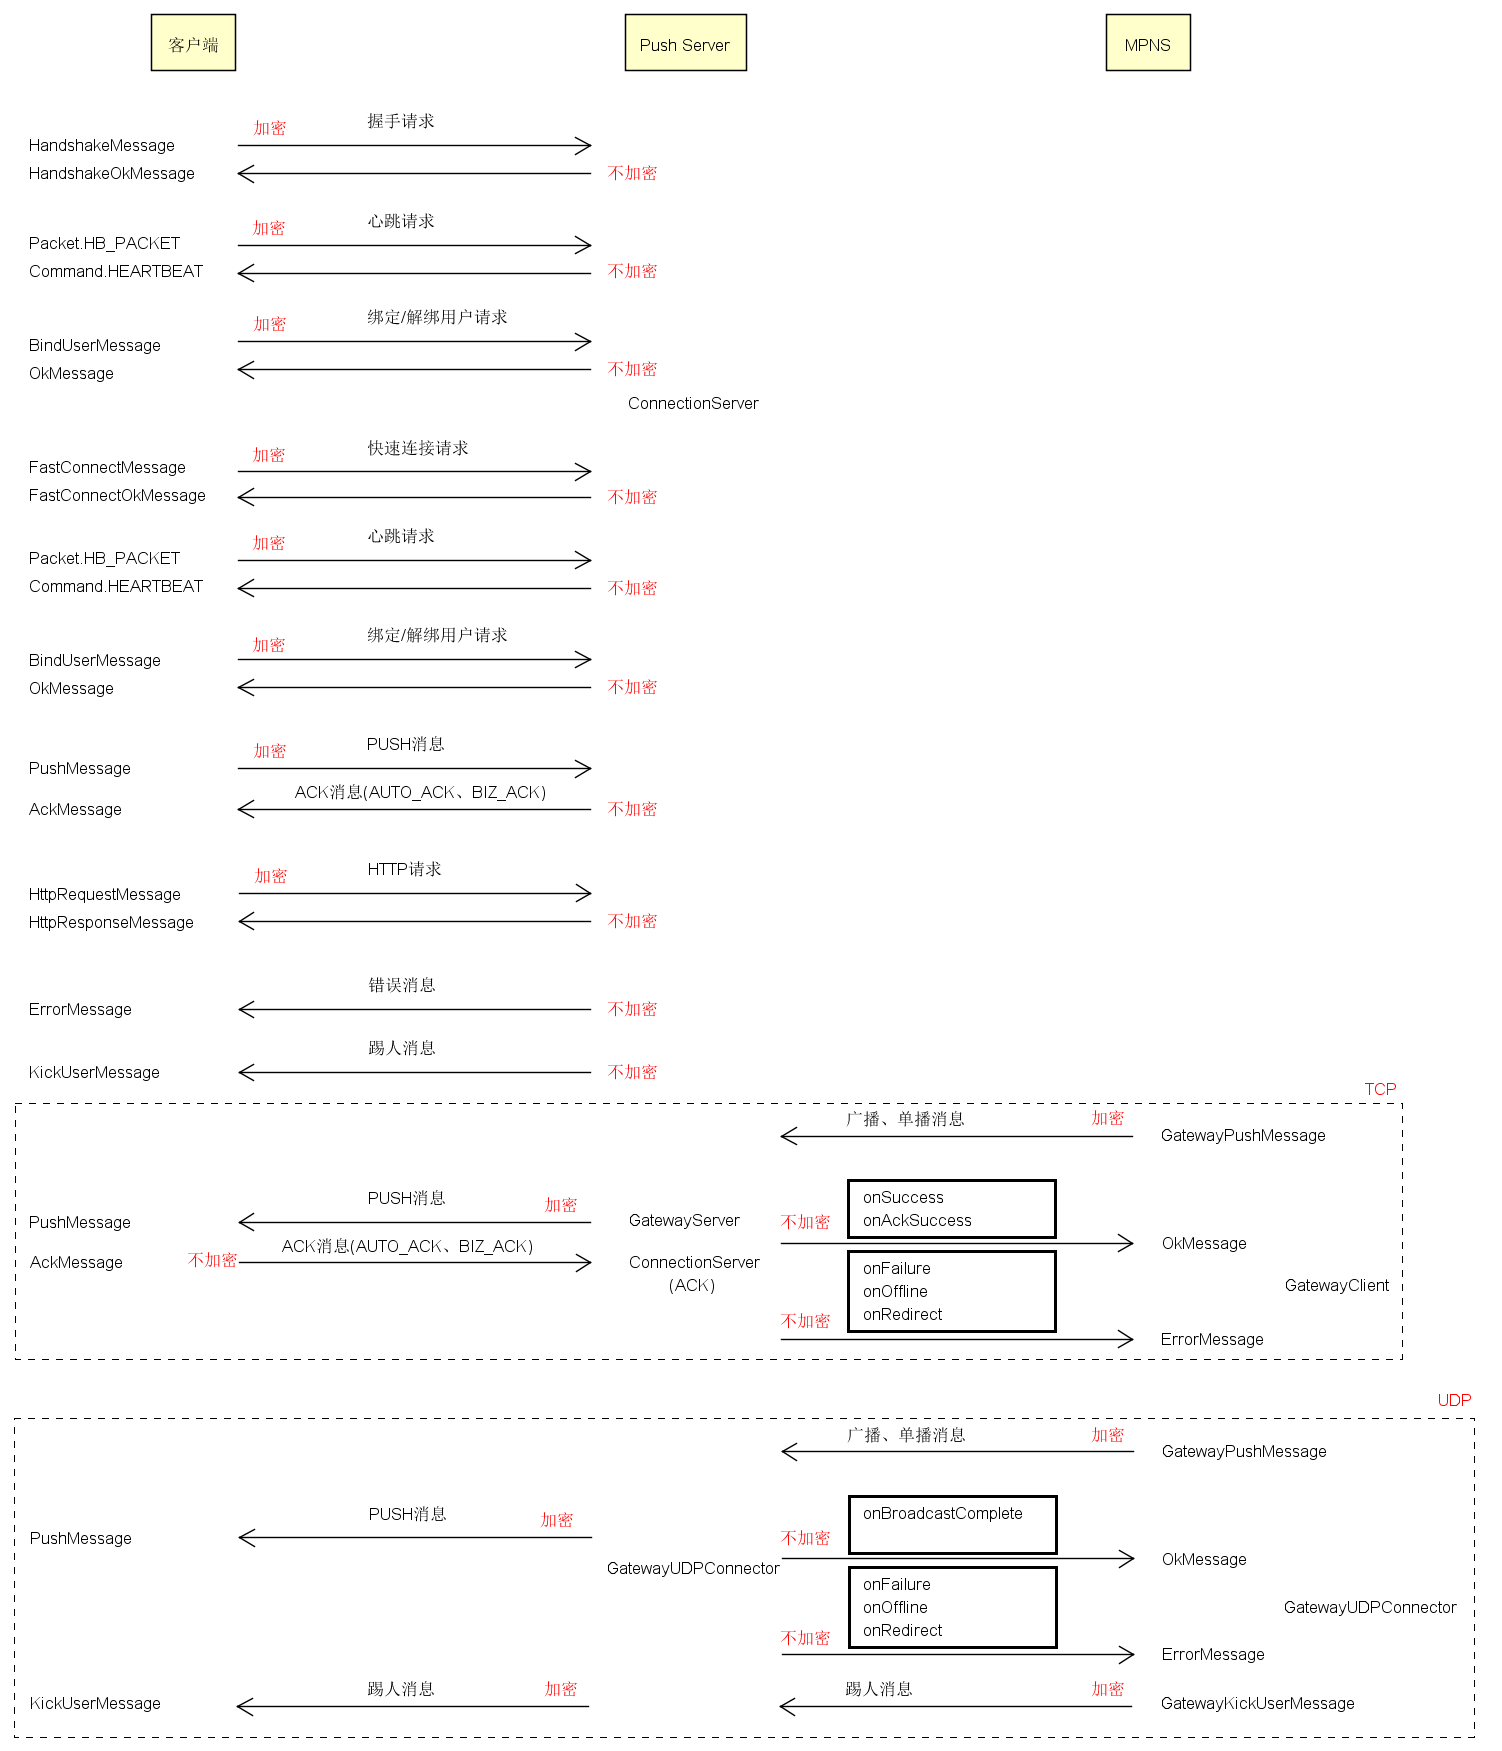 客户端
Push Server
MPNS
加密
握手请求
HandshakeMessage
HandshakeOkMessage
不加密
加密
心跳请求
Packet.HB_PACKET
Command.HEARTBEAT
不加密
加密
绑定/解绑用户请求
BindUserMessage
OkMessage
不加密
ConnectionServer
加密
快速连接请求
FastConnectMessage
FastConnectOkMessage
不加密
加密
心跳请求
Packet.HB_PACKET
Command.HEARTBEAT
不加密
加密
绑定/解绑用户请求
BindUserMessage
OkMessage
不加密
加密
PUSH消息
PushMessage
ACK消息(AUTO_ACK、BIZ_ACK)
AckMessage
不加密
加密
HTTP请求
HttpRequestMessage
HttpResponseMessage
不加密
错误消息
ErrorMessage
不加密
踢人消息
KickUserMessage
不加密
TCP
广播、单播消息
加密
GatewayPushMessage
PUSH消息
加密
PushMessage
GatewayServer
不加密
onSuccess
onAckSuccess
OkMessage
ACK消息(AUTO_ACK、BIZ_ACK)
AckMessage
不加密
ConnectionServer
(ACK)
onFailure
onOffline
onRedirect
GatewayClient
不加密
ErrorMessage
UDP
广播、单播消息
加密
GatewayPushMessage
PUSH消息
加密
PushMessage
onBroadcastComplete
不加密
OkMessage
GatewayUDPConnector
onFailure
onOffline
onRedirect
GatewayUDPConnector
不加密
ErrorMessage
踢人消息
加密
KickUserMessage
踢人消息
加密
GatewayKickUserMessage